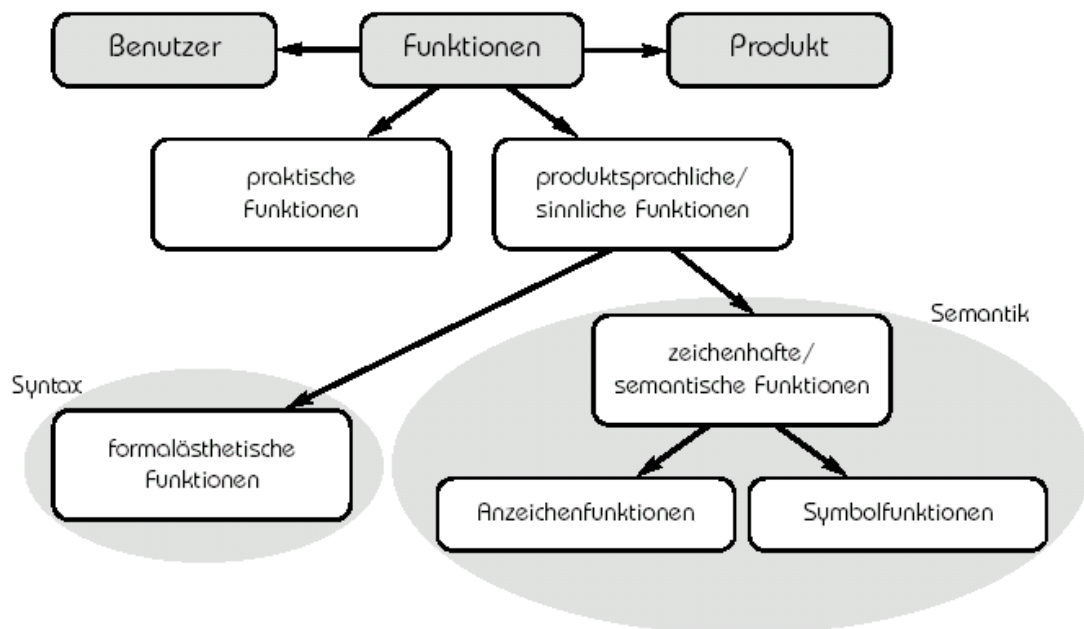 Benutzer
Funktionen
Produkt
praktische
Funktionen
produktsprachliche/
sinnliche Funktionen
Semantik
zeichenhafte/
semantische Funktionen
Syntax
formalästhetische
Funktionen
Anzeichenfunktionen
Symbolfunktionen